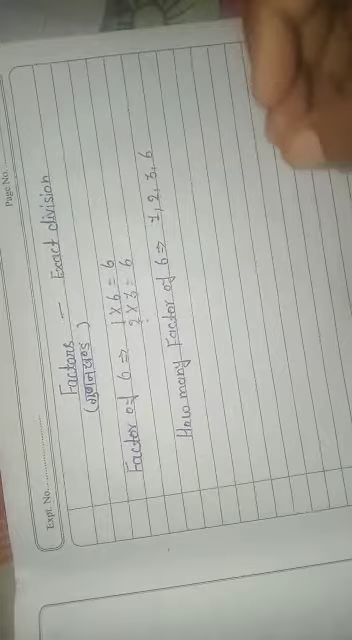 Expt. No.
Page No.
Factors — Exact division
(गुणनखण्ड)
Factor of 6 ⇒ 1 X 6 = 6
2 X 3 = 6
How many Factor of 6 ⇒ 1, 2, 3, 6